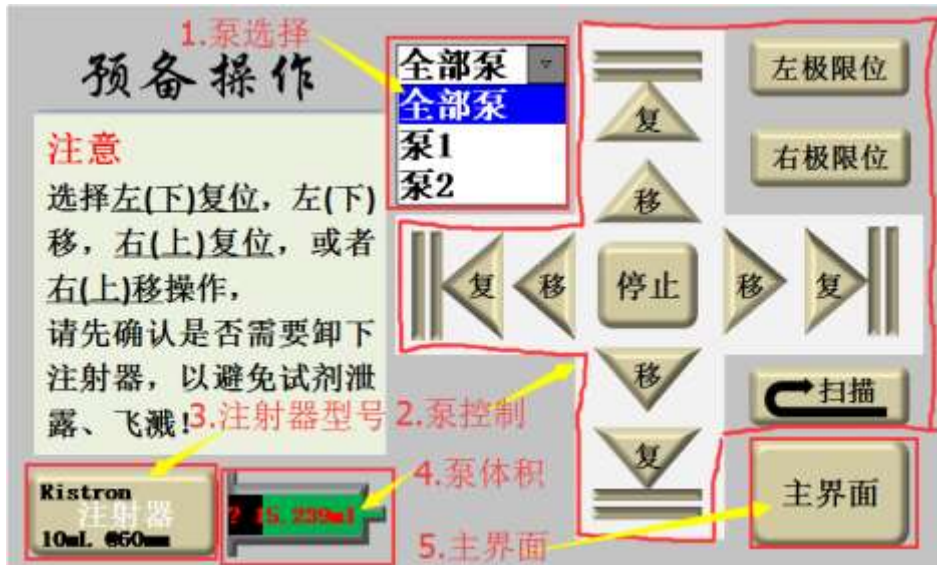 1.泵选择
预备操作
全部泵
全部泵
泵1
泵2
注意
选择左(下)复位，左(下)
移，右(上)复位，或者
右(上)移操作，
请先确认是否需要卸下
注射器，以避免试剂泄
露、飞溅！
复
移
复
移
停止
移
复
移
复
左极限位
右极限位
扫描
3.注射器型号
2.泵控制
Ristron
注射器
10mL @60mm
? 15.239ml
4.泵体积
5.主界面
主界面